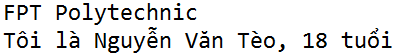 FPT Polytechnic
Tôi là Nguyễn Văn Tèo, 18 tuổi